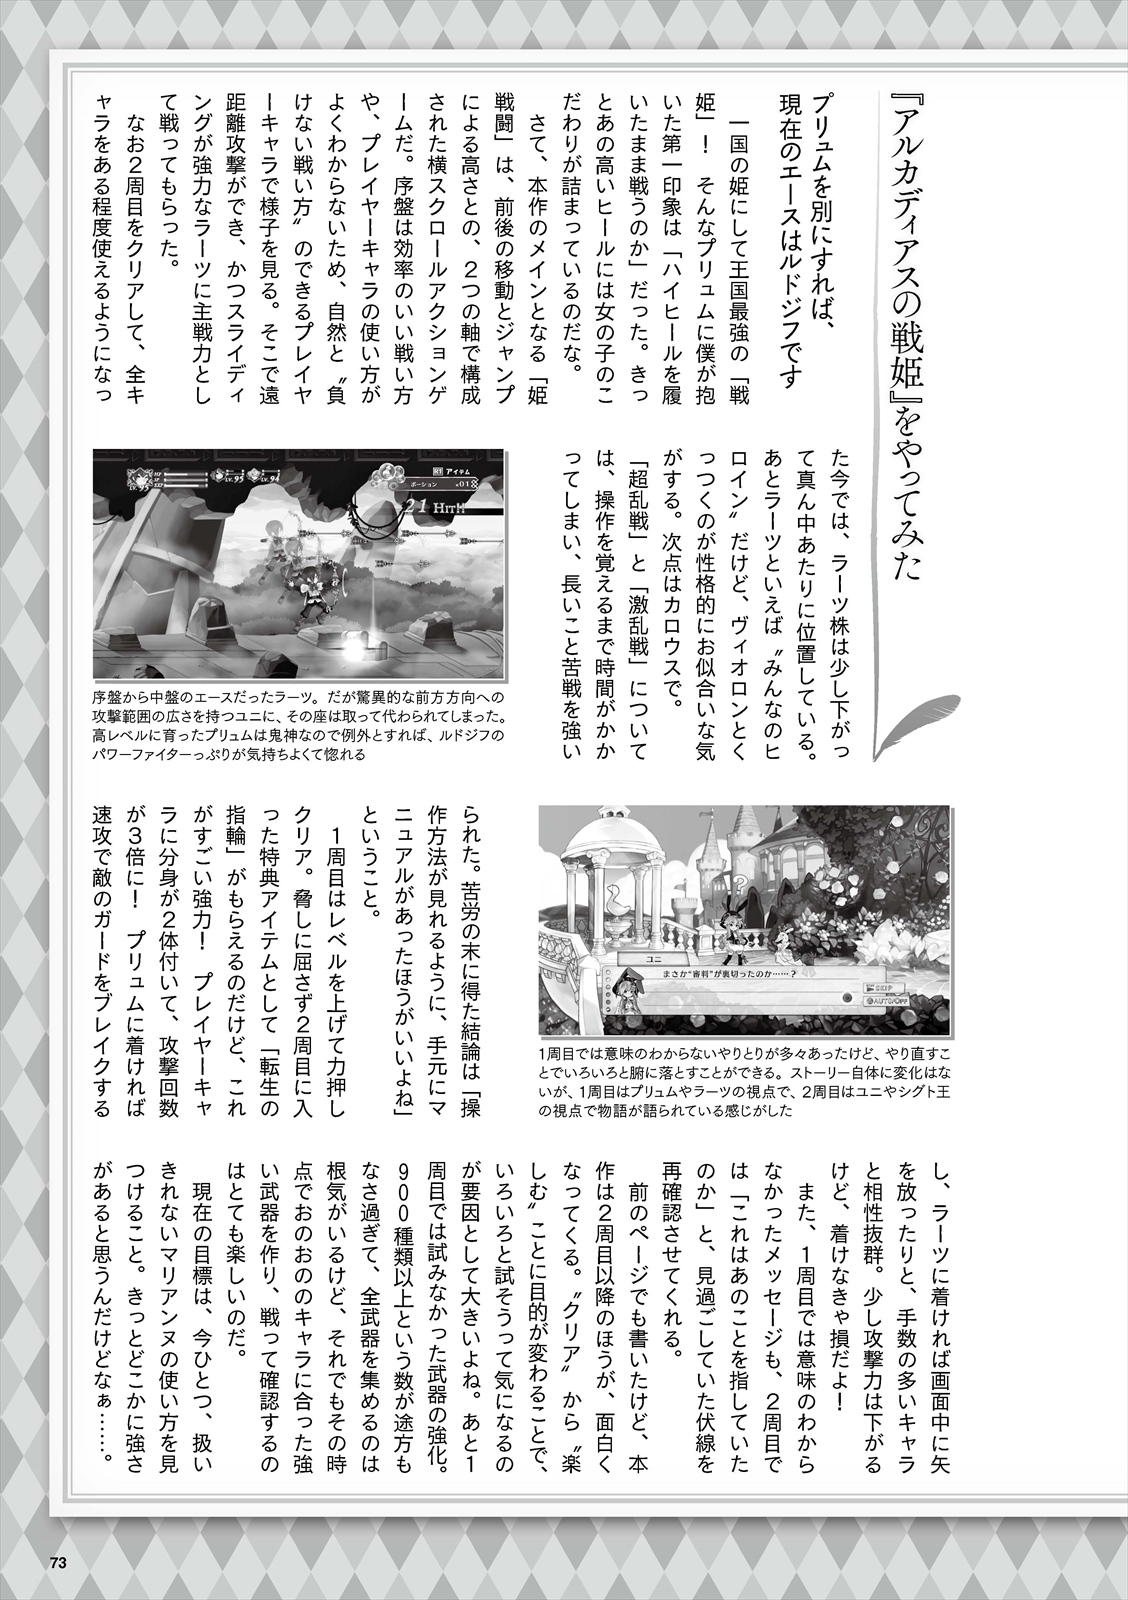 『アルカディアスの戦姫』をやってみた
プリュムを別にすれば、
現在のエースはルドジフです
　一国の姫にして王国最強の「戦
姫」！　そんなプリュムに僕が抱
いた第一印象は「ハイヒールを履
いたまま戦うのか」だった。きっ
とあの高いヒールには女の子のこ
だわりが詰まっているのだな。
　さて、本作のメインとなる「姫
戦闘」は、前後の移動とジャンプ
による高さとの、２つの軸で構成
された横スクロールアクションゲ
ームだ。序盤は効率のいい戦い方
や、プレイヤーキャラの使い方が
よくわからないため、自然と〝負
けない戦い方〟のできるプレイヤ
ーキャラで様子を見る。そこで遠
距離攻撃ができ、かつスライディ
ングが強力なラーツに主戦力とし
て戦ってもらった。
　なお２周目をクリアして、全キ
ャラをある程度使えるようになっ
た今では、ラーツ株は少し下がっ
て真ん中あたりに位置している。
あとラーツといえば〝みんなのヒ
ロイン〟だけど、ヴィオロンとく
っつくのが性格的にお似合いな気
がする。次点はカロウスで。
「超乱戦」と「激乱戦」について
は、操作を覚えるまで時間がかか
ってしまい、長いこと苦戦を強い
R1 アイテム
ポーション
×01
21 HIT!!
LV.95
HP
SP
EXP
LV.95
LV.94
序盤から中盤のエースだったラーツ。だが驚異的な前方方向への
攻撃範囲の広さを持つユニに、その座は取って代わられてしまった。
高レベルに育ったプリュムは鬼神なので例外とすれば、ルドジフの
パワーファイターっぷりが気持ちよくて惚れる
ユニ
まさか“審判”が裏切ったのか……？
SKIP
AUTO/OFF
1周目では意味のわからないやりとりが多々あったけど、やり直すこ
とでいろいろと腑に落とすことができる。ストーリー自体に変化はな
いが、1周目はプリュムやラーツの視点で、2周目はユニやシグト王
の視点で物語が語られている感じがした
られた。苦労の末に得た結論は「操
作方法が見れるように、手元にマ
ニュアルがあったほうがいいよね」
ということ。
　１周目はレベルを上げて力押し
クリア。脅しに屈さず２周目に入
った特典アイテムとして「転生の
指輪」がもらえるのだけど、これ
がすごい強力！　プレイヤーキャ
ラに分身が２体付いて、攻撃回数
が３倍に！　プリュムに着ければ
速攻で敵のガードをブレイクする
し、ラーツに着ければ画面中に矢
を放ったりと、手数の多いキャラ
と相性抜群。少し攻撃力は下がる
けど、着けなきゃ損だよ！
　また、１周目では意味のわから
なかったメッセージも、２周目で
は「これはあのことを指していた
のか」と、見過ごしていた伏線を
再確認させてくれる。
　前のページでも書いたけど、本
作は２周目以降のほうが、面白く
なってくる。〝クリア〟から〝楽
しむ〟ことに目的が変わることで、
いろいろと試そうって気になるの
が要因として大きいよね。あと１
周目では試みなかった武器の強化。
９００種類以上という数が途方も
なさ過ぎて、全武器を集めるのは
根気がいるけど、それでもその時
点でおのおののキャラに合った強
い武器を作り、戦って確認するの
はとても楽しいのだ。
　現在の目標は、今ひとつ、扱い
きれないマリアンヌの使い方を見
つけること。きっとどこかに強さ
があると思うんだけどなぁ……。
73